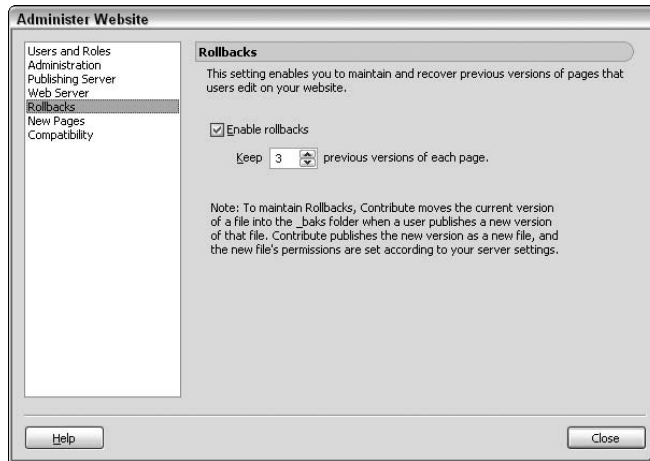 Administer Website
Users and Roles
Administration
Publishing Server
Web Server
Rollbacks
New Pages
Compatibility
Rollbacks
This setting enables you to maintain and recover previous versions of pages that
users edit on your website.
Enable rollbacks
Keep 3 previous versions of each page.
Note: To maintain Rollbacks, Contribute moves the current version
of a file into the _baks folder when a user publishes a new version
of that file. Contribute publishes the new version as a new file, and
the new file's permissions are set according to your server settings.
Help
Close